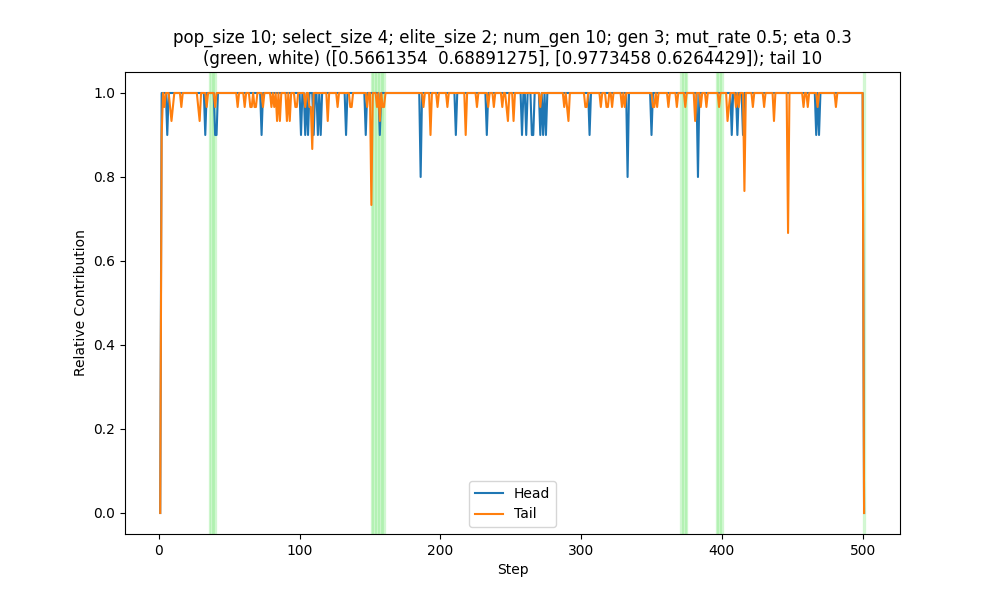 pop_size 10; select_size 4; elite_size 2; num_gen 10; gen 3; mut_rate 0.5; eta 0.3
(green, white) ([0.5661354  0.68891275], [0.9773458 0.6264429]); tail 10
1.0
0.8
0.6
0.4
0.2
0.0
Relative Contribution
Head
Tail
0
100
200
300
400
500
Step